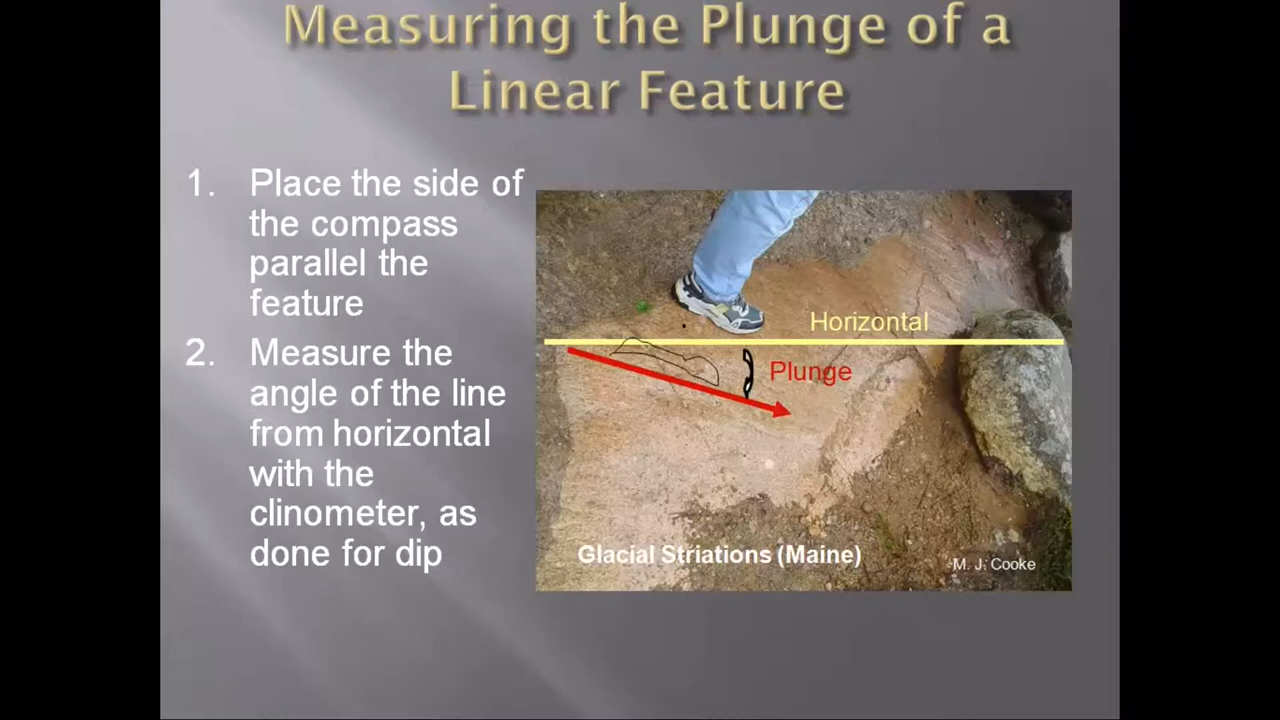 Measuring the Plunge of a
Linear Feature
1. Place the side of
the compass
parallel the
feature
2. Measure the
angle of the line
from horizontal
with the
clinometer, as
done for dip
Horizontal
Plunge
Glacial Striations (Maine)
M. J. Cooke